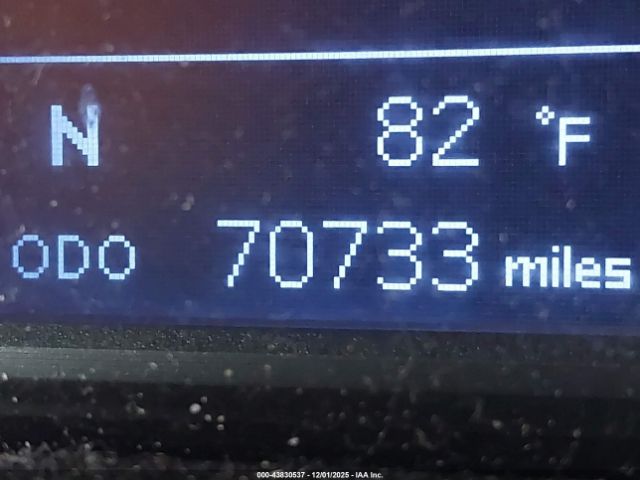 N 82 °F
ODO 70733 miles
000-43830537 - 12/01/2025 - IAA Inc.